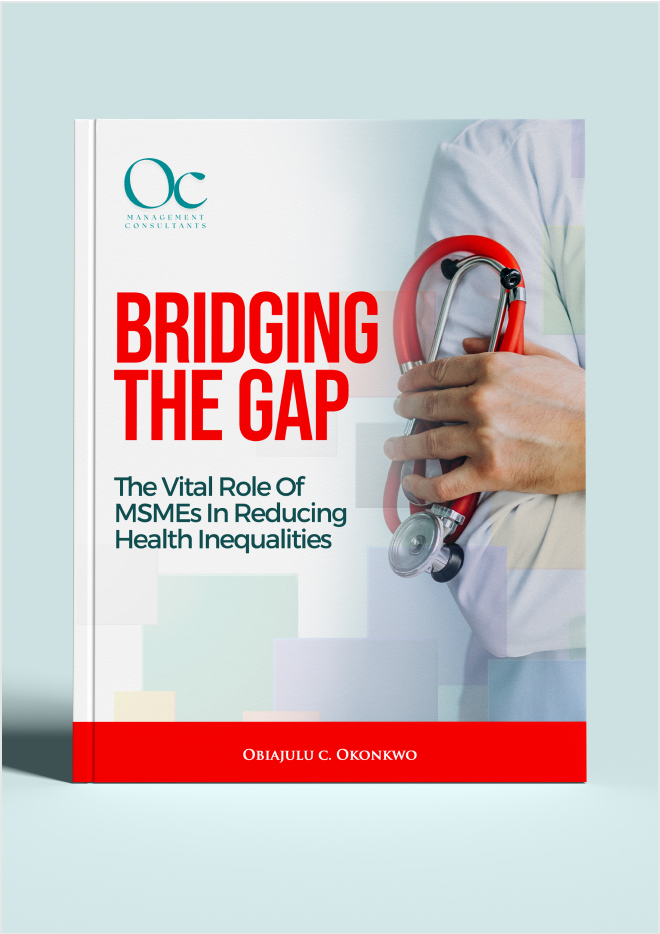 Oc
MANAGEMENT
CONSULTANTS
BRIDGING
THE GAP
The Vital Role Of
MSMEs In Reducing
Health Inequalities
OBIAJULU C. OKONKWO